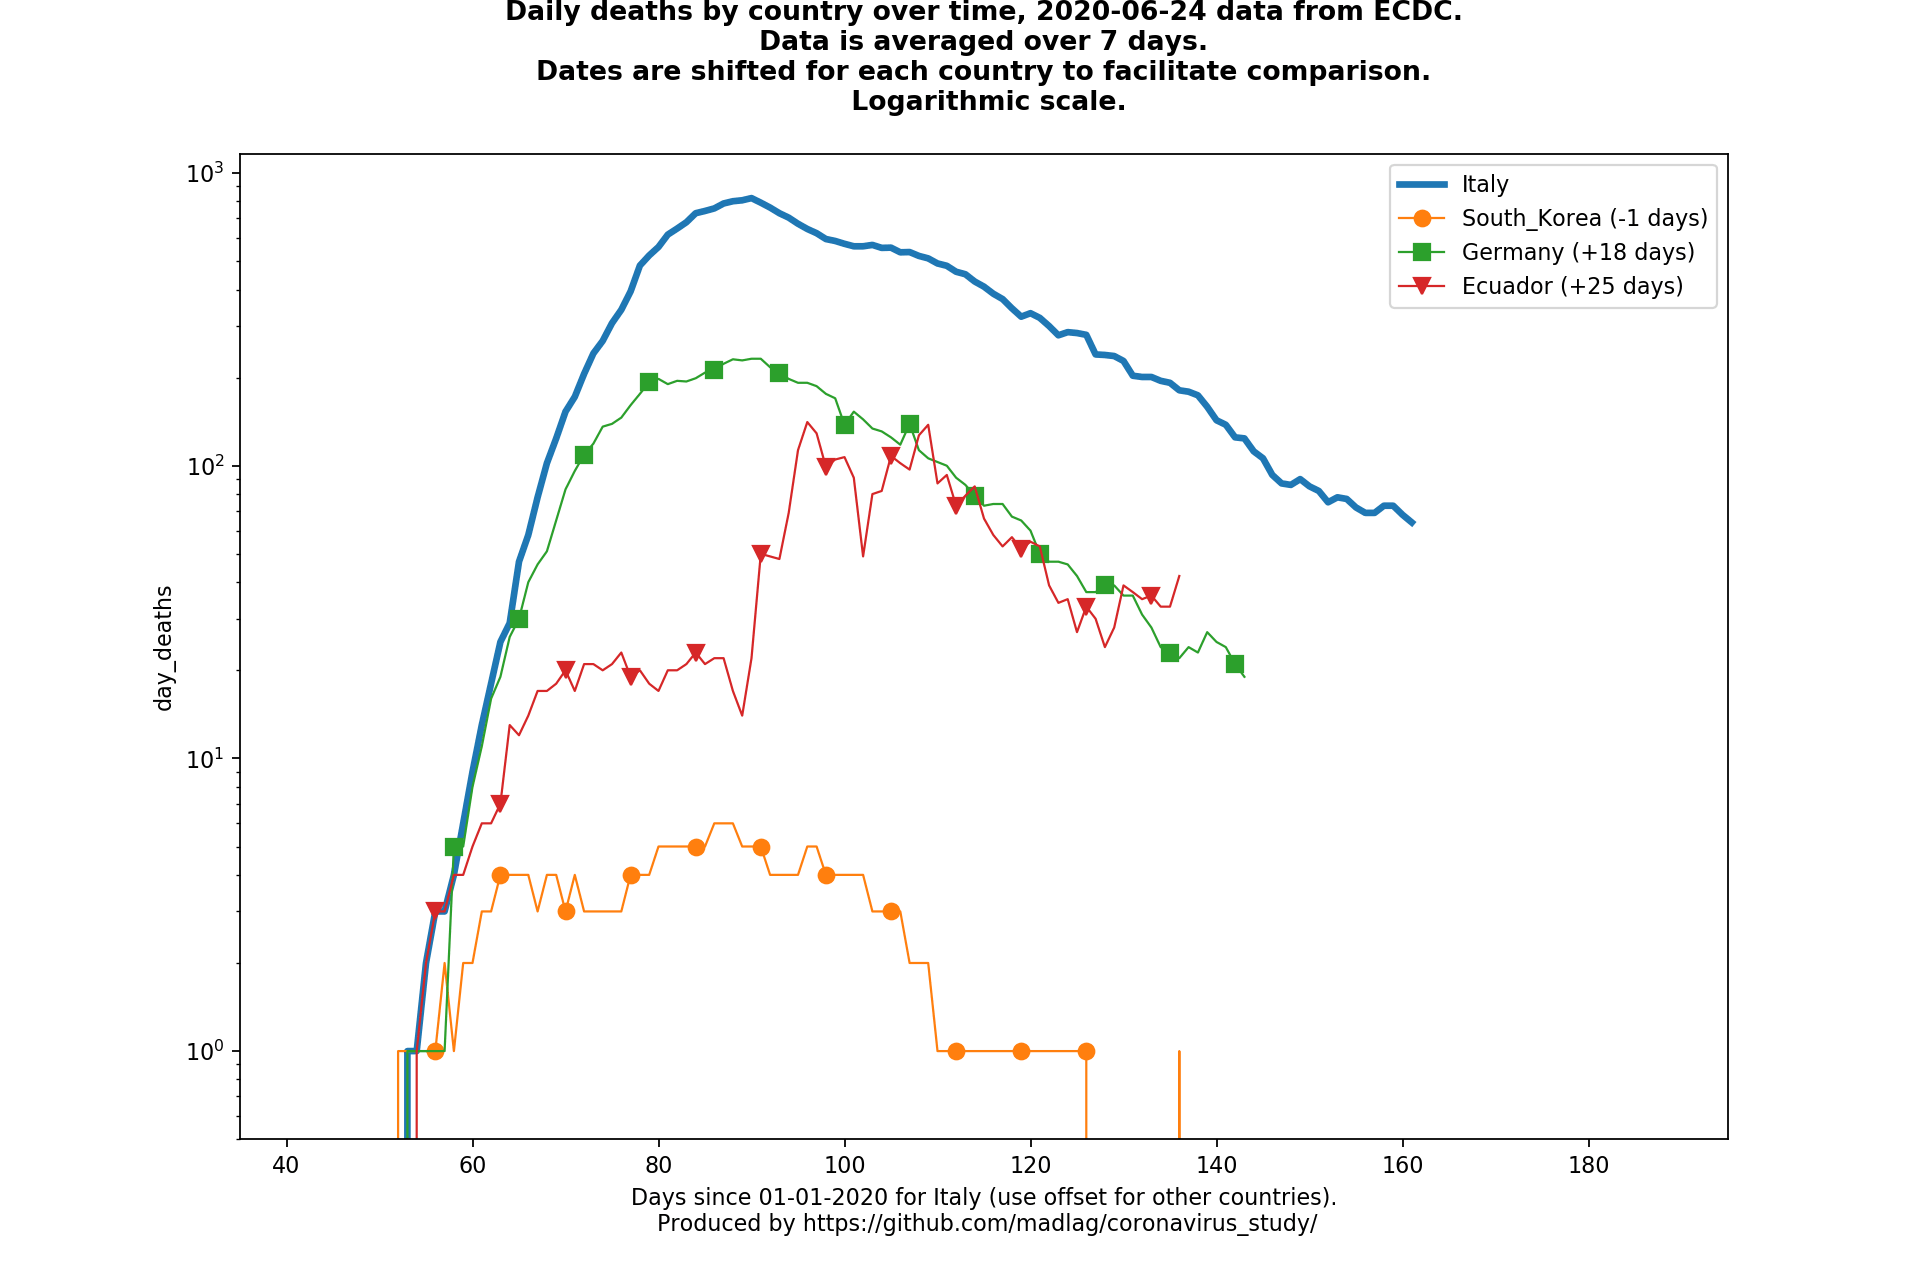 Daily deaths by country over time, 2020-06-24 data from ECDC.
Data is averaged over 7 days.
Dates are shifted for each country to facilitate comparison.
Logarithmic scale.
10³
10²
10¹
10⁰
day_deaths
Italy
South_Korea (-1 days)
Germany (+18 days)
Ecuador (+25 days)
40 60 80 100 120 140 160 180
Days since 01-01-2020 for Italy (use offset for other countries).
Produced by https://github.com/madlag/coronavirus_study/